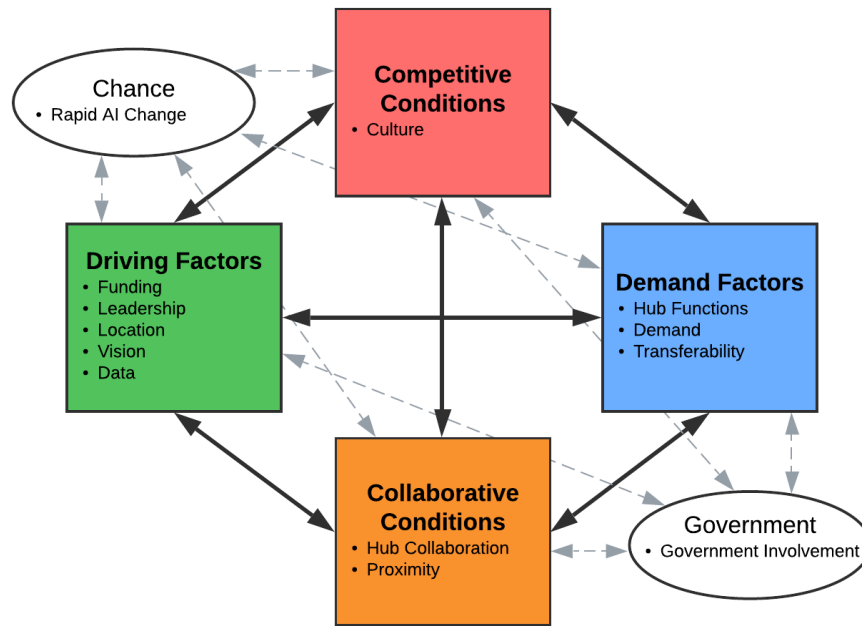 Chance
• Rapid AI Change
Competitive
Conditions
• Culture
Driving Factors
• Funding
• Leadership
• Location
• Vision
• Data
Demand Factors
• Hub Functions
• Demand
• Transferability
Collaborative
Conditions
• Hub Collaboration
• Proximity
Government
• Government Involvement